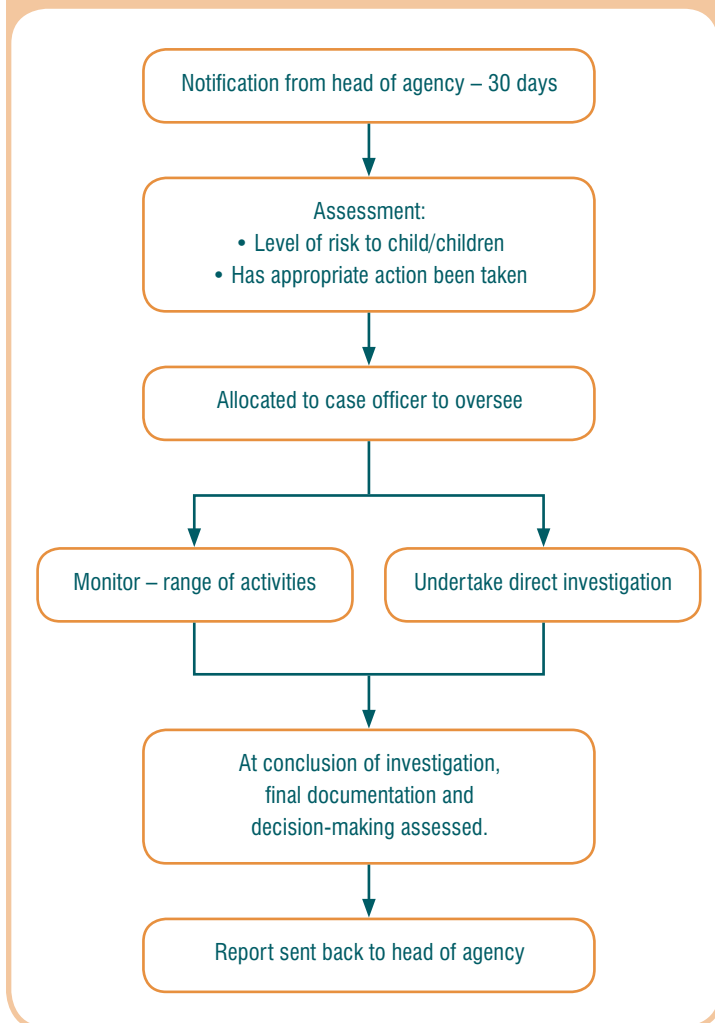 Notification from head of agency – 30 days
Assessment:
• Level of risk to child/children
• Has appropriate action been taken
Allocated to case officer to oversee
Monitor – range of activities
Undertake direct investigation
At conclusion of investigation,
final documentation and
decision-making assessed.
Report sent back to head of agency